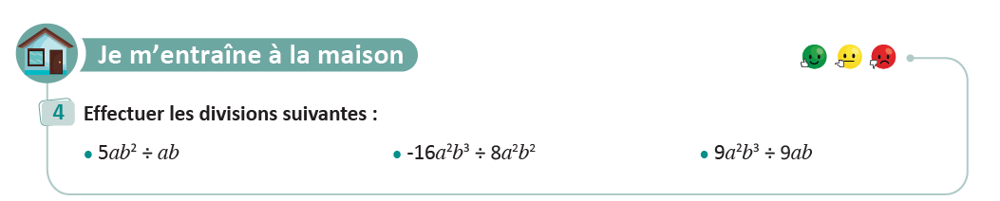 Je m'entraîne à la maison
4 Effectuer les divisions suivantes :
• 5ab² ÷ ab • -16a²b³ ÷ 8a²b² • 9a²b³ ÷ 9ab